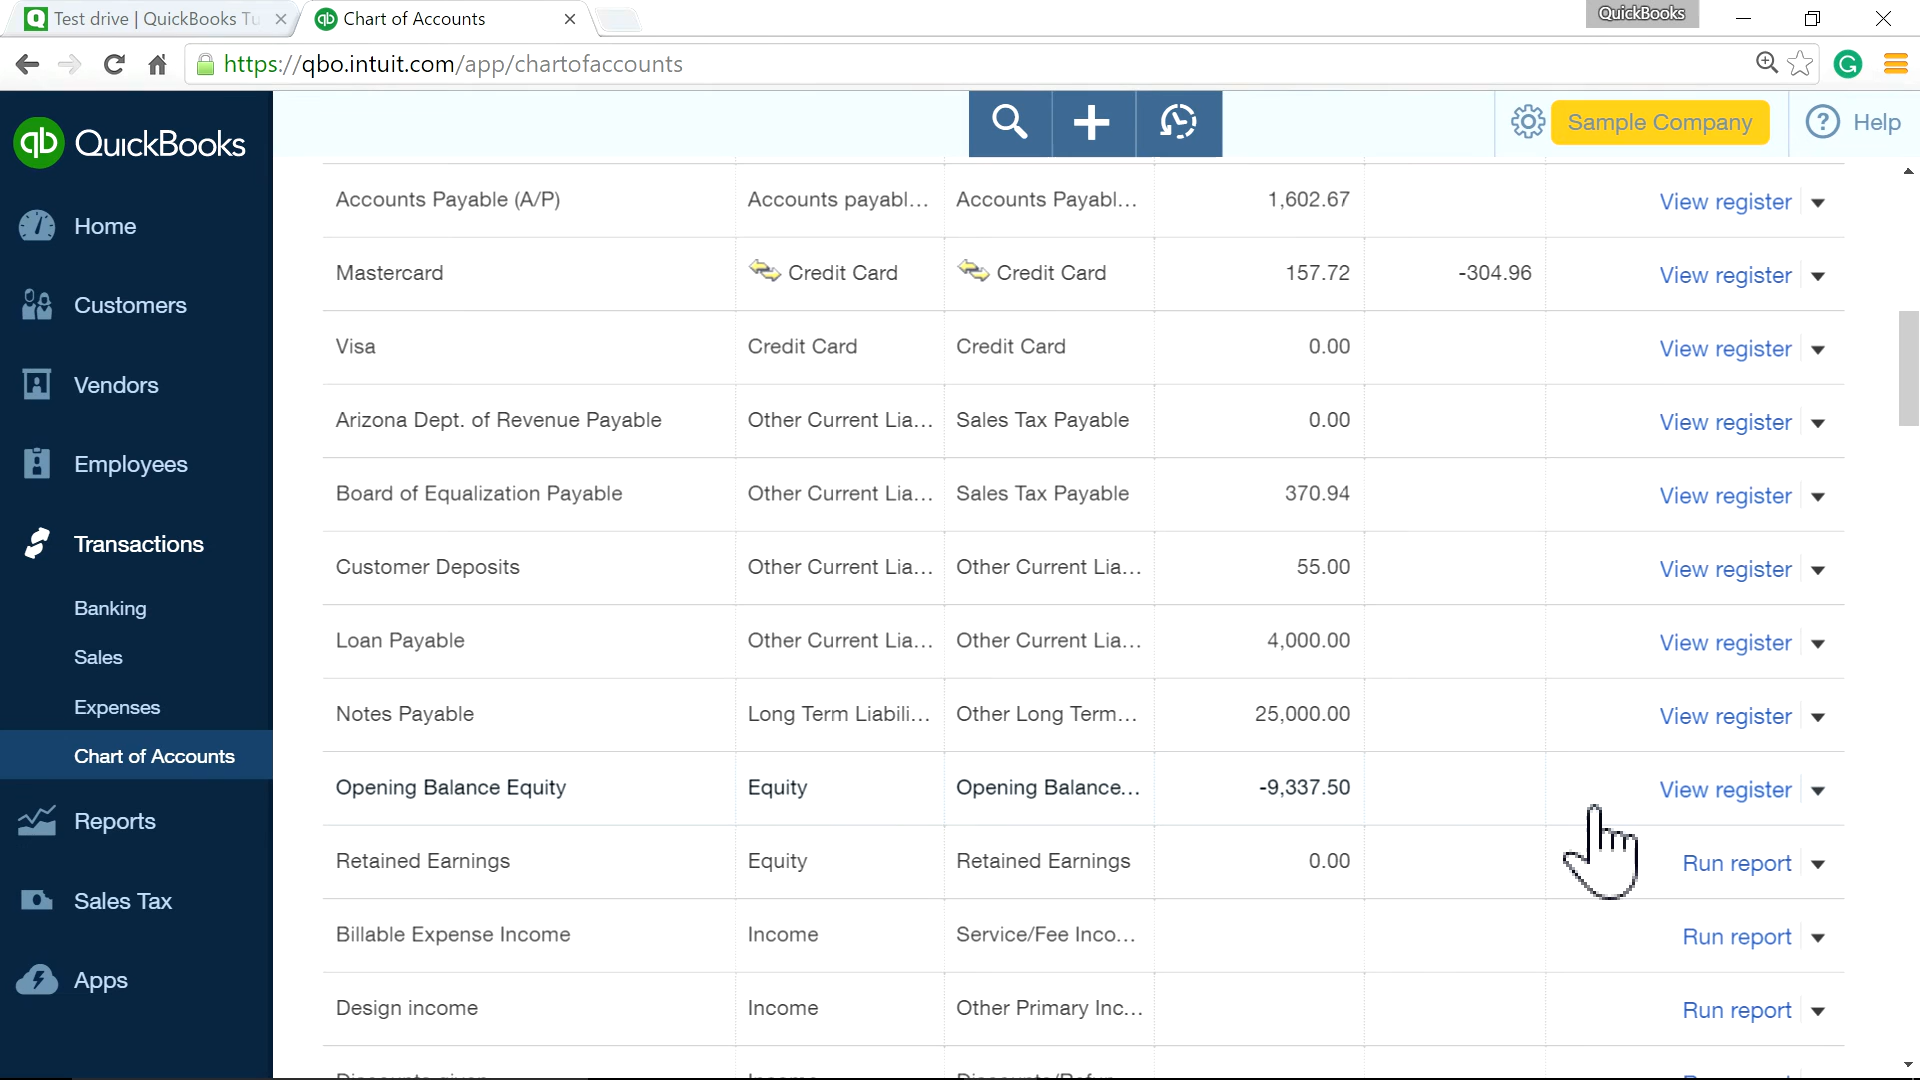 Test drive | QuickBooks Tu
Chart of Accounts
QuickBooks
https://qbo.intuit.com/app/chartofaccounts
G
qb QUICKBOOKS
Sample Company
? Help
Home
Customers
Vendors
Employees
Transactions
Banking
Sales
Expenses
Chart of Accounts
Reports
Sales Tax
Apps
Accounts Payable (A/P) Accounts payabl... Accounts Payabl... 1,602.67 View register
Mastercard Credit Card Credit Card 157.72 -304.96 View register
Visa Credit Card Credit Card 0.00 View register
Arizona Dept. of Revenue Payable Other Current Lia... Sales Tax Payable 0.00 View register
Board of Equalization Payable Other Current Lia... Sales Tax Payable 370.94 View register
Customer Deposits Other Current Lia... Other Current Lia... 55.00 View register
Loan Payable Other Current Lia... Other Current Lia... 4,000.00 View register
Notes Payable Long Term Liabili... Other Long Term... 25,000.00 View register
Opening Balance Equity Equity Opening Balance... -9,337.50 View register
Retained Earnings Equity Retained Earnings 0.00 Run report
Billable Expense Income Income Service/Fee Inco... Run report
Design income Income Other Primary Inc... Run report